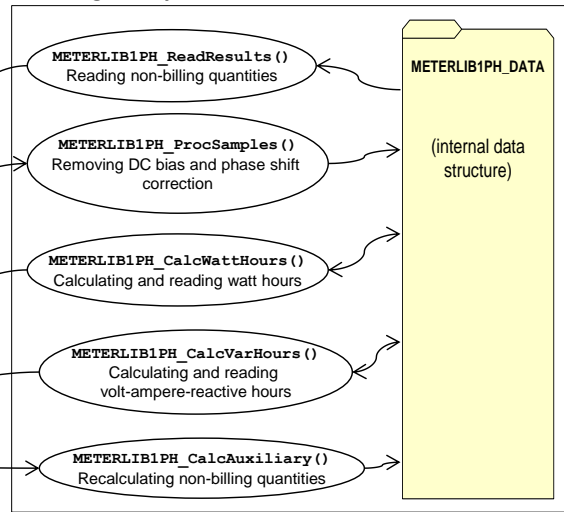 METERLIB1PH_ReadResults()
Reading non-billing quantities
METERLIB1PH_DATA
(internal data
structure)
METERLIB1PH_ProcSamples()
Removing DC bias and phase shift
correction
METERLIB1PH_CalcWattHours()
Calculating and reading watt hours
METERLIB1PH_CalcVarHours()
Calculating and reading
volt-ampere-reactive hours
METERLIB1PH_CalcAuxiliary()
Recalculating non-billing quantities